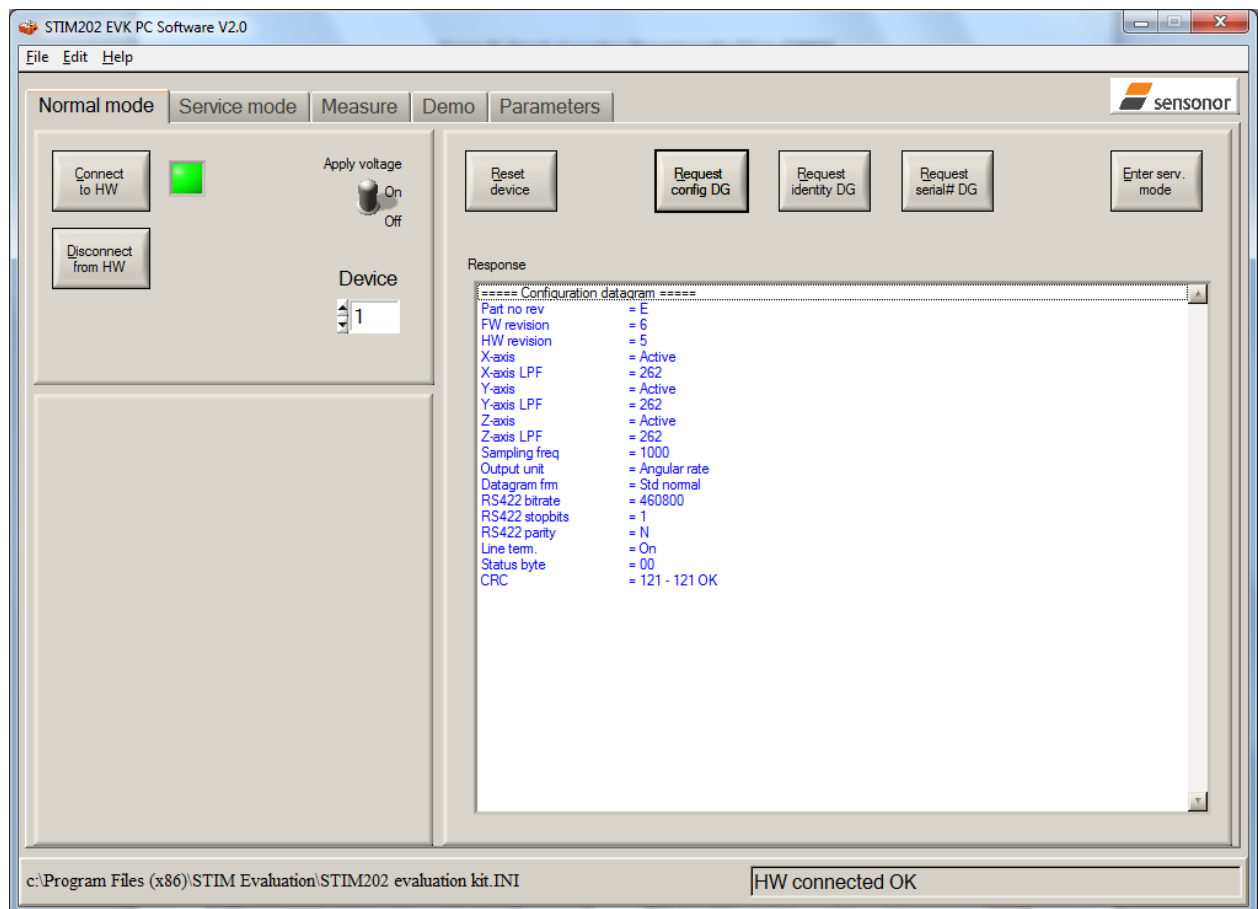 STIM202 EVK PC Software V2.0
File Edit Help
Normal mode Service mode Measure Demo Parameters
sensonor
Connect
to HW
Apply voltage
On
Off
Disconnect
from HW
Device
1
Reset
device
Request
config DG
Request
identity DG
Request
serial# DG
Enter serv.
mode
Response
===== Configuration datagram =====
Part no rev = E
FW revision = 6
HW revision = 5
X-axis = Active
X-axis LPF = 262
Y-axis = Active
Y-axis LPF = 262
Z-axis = Active
Z-axis LPF = 262
Sampling freq = 1000
Output unit = Angular rate
Datagram frm = Std normal
RS422 bitrate = 460800
RS422 stopbits = 1
RS422 parity = N
Line term. = On
Status byte = 00
CRC = 121 - 121 OK
c:\Program Files (x86)\STIM Evaluation\STIM202 evaluation kit.INI
HW connected OK